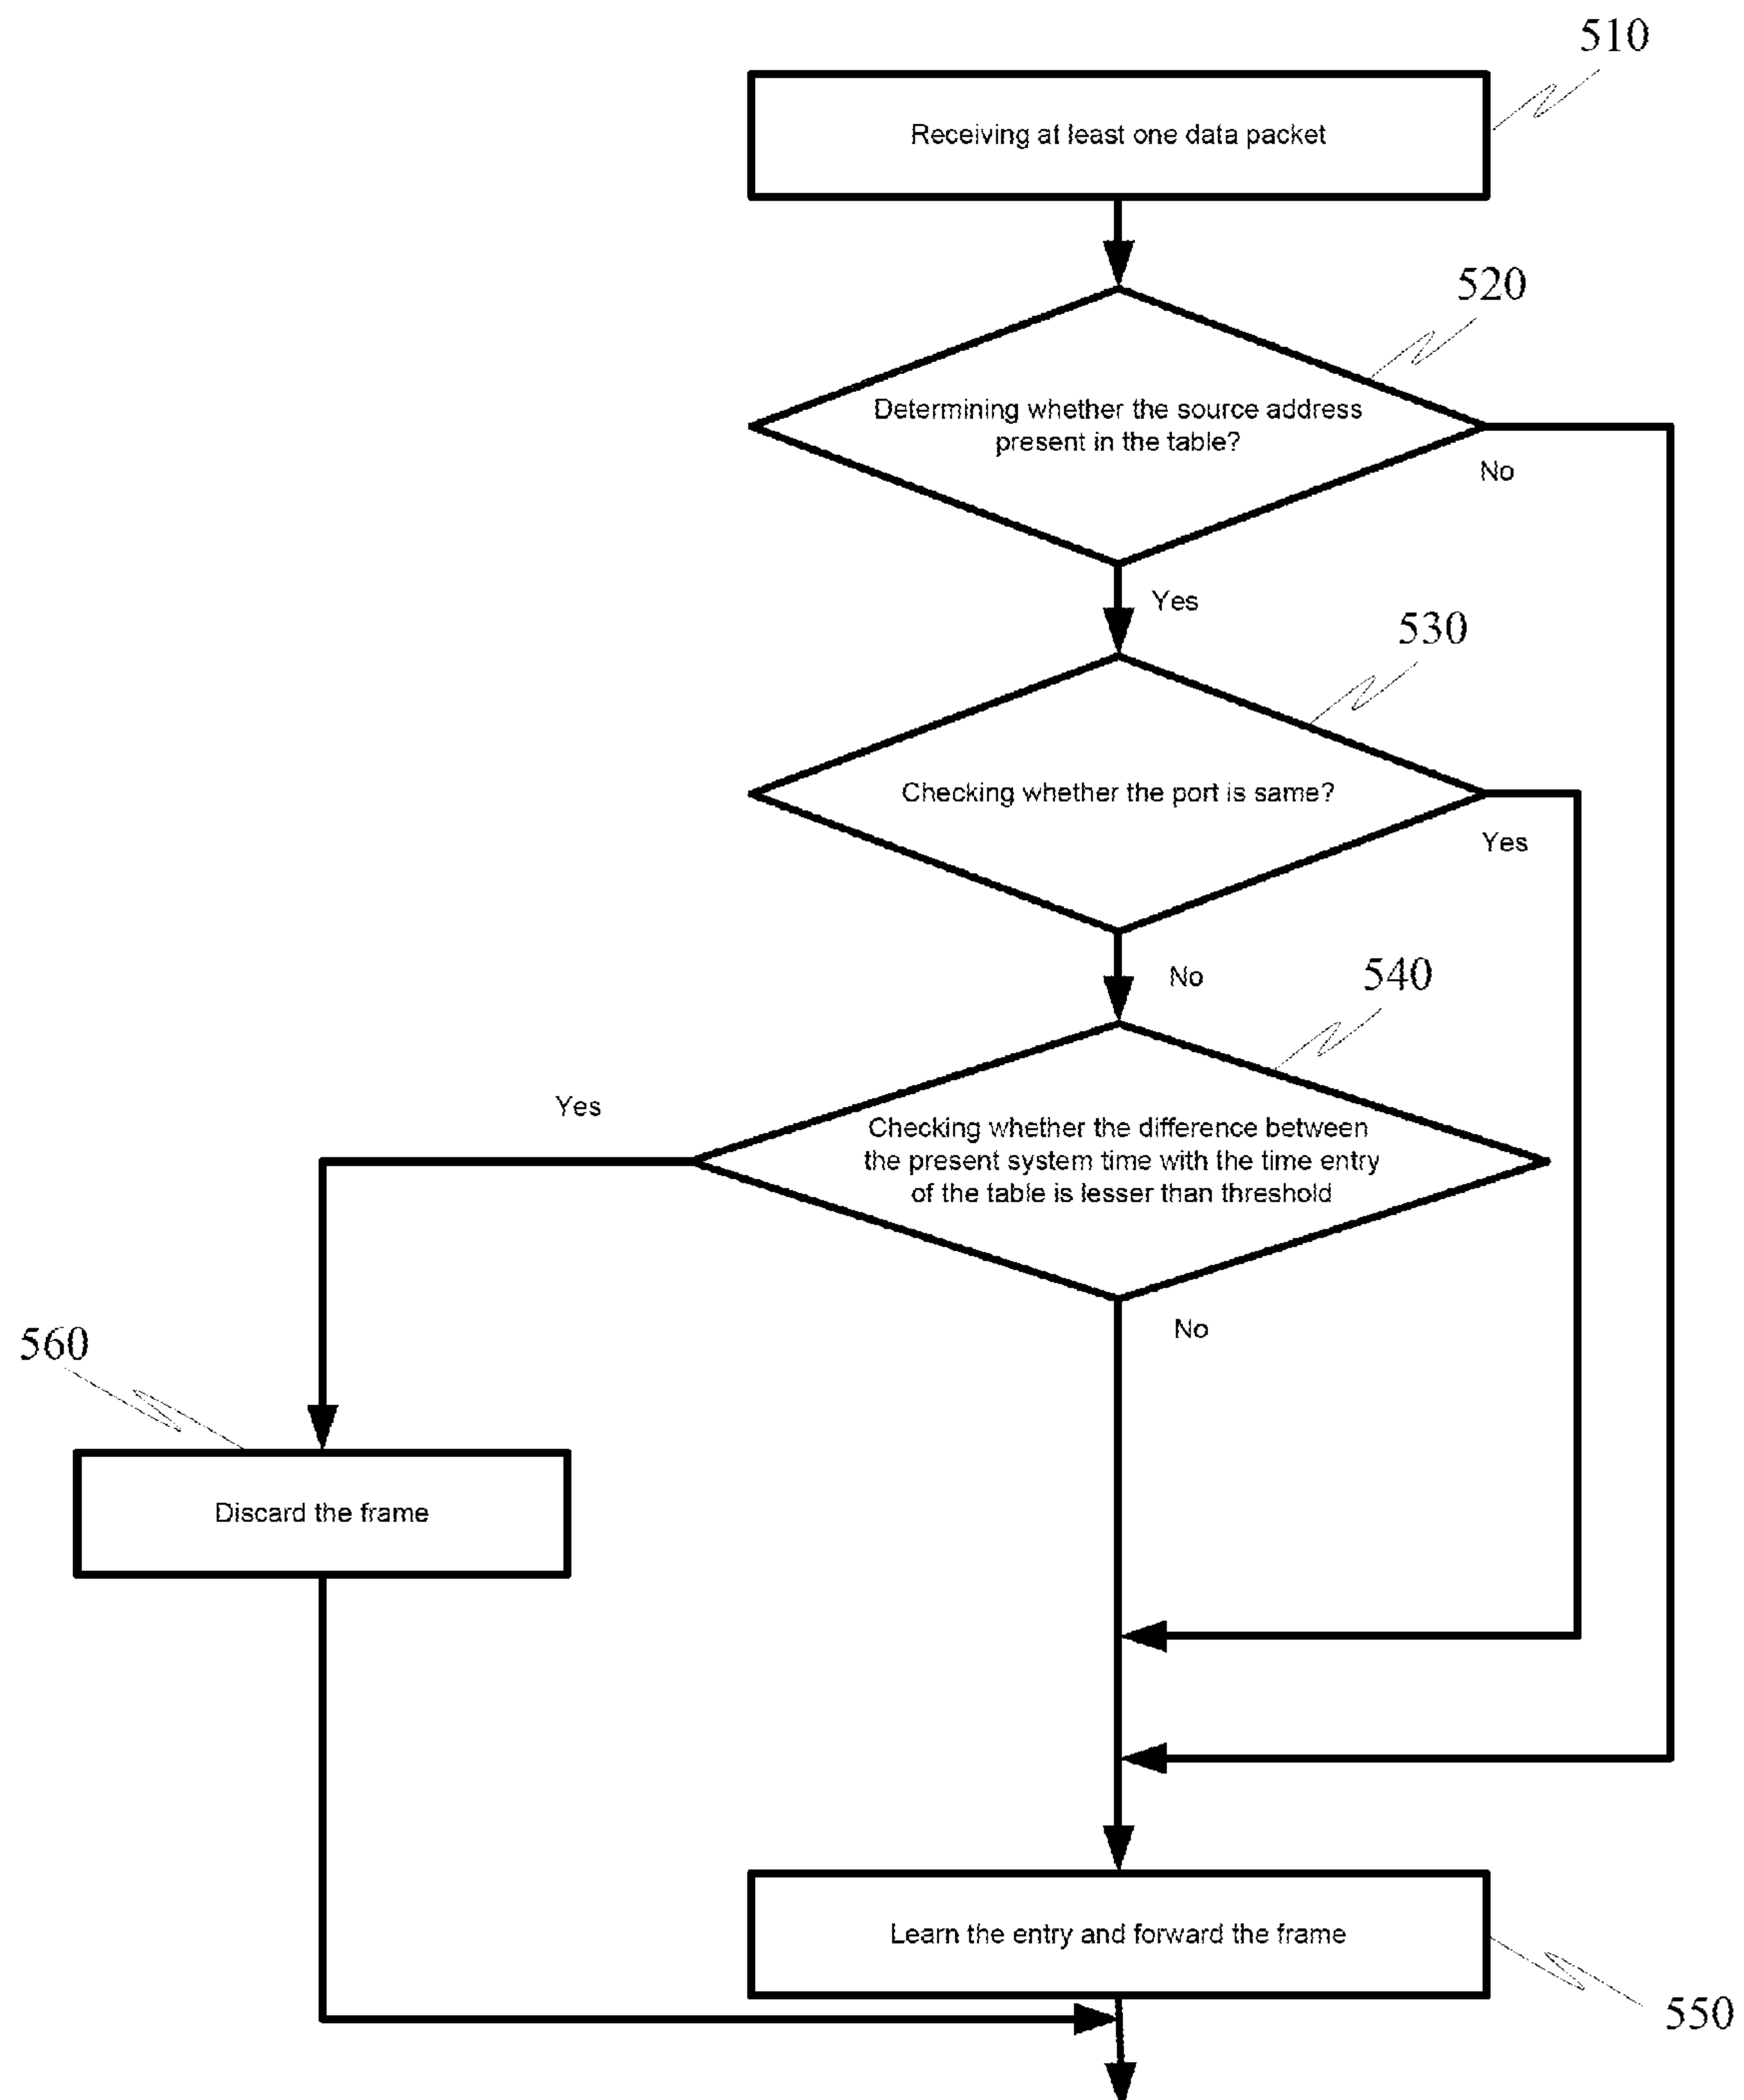 510
Receiving at least one data packet
520
Determining whether the source address
present in the table?
No
Yes
530
Checking whether the port is same?
Yes
No
540
Yes
Checking whether the difference between
the present system time with the time entry
of the table is lesser than threshold
No
560
Discard the frame
Learn the entry and forward the frame
550